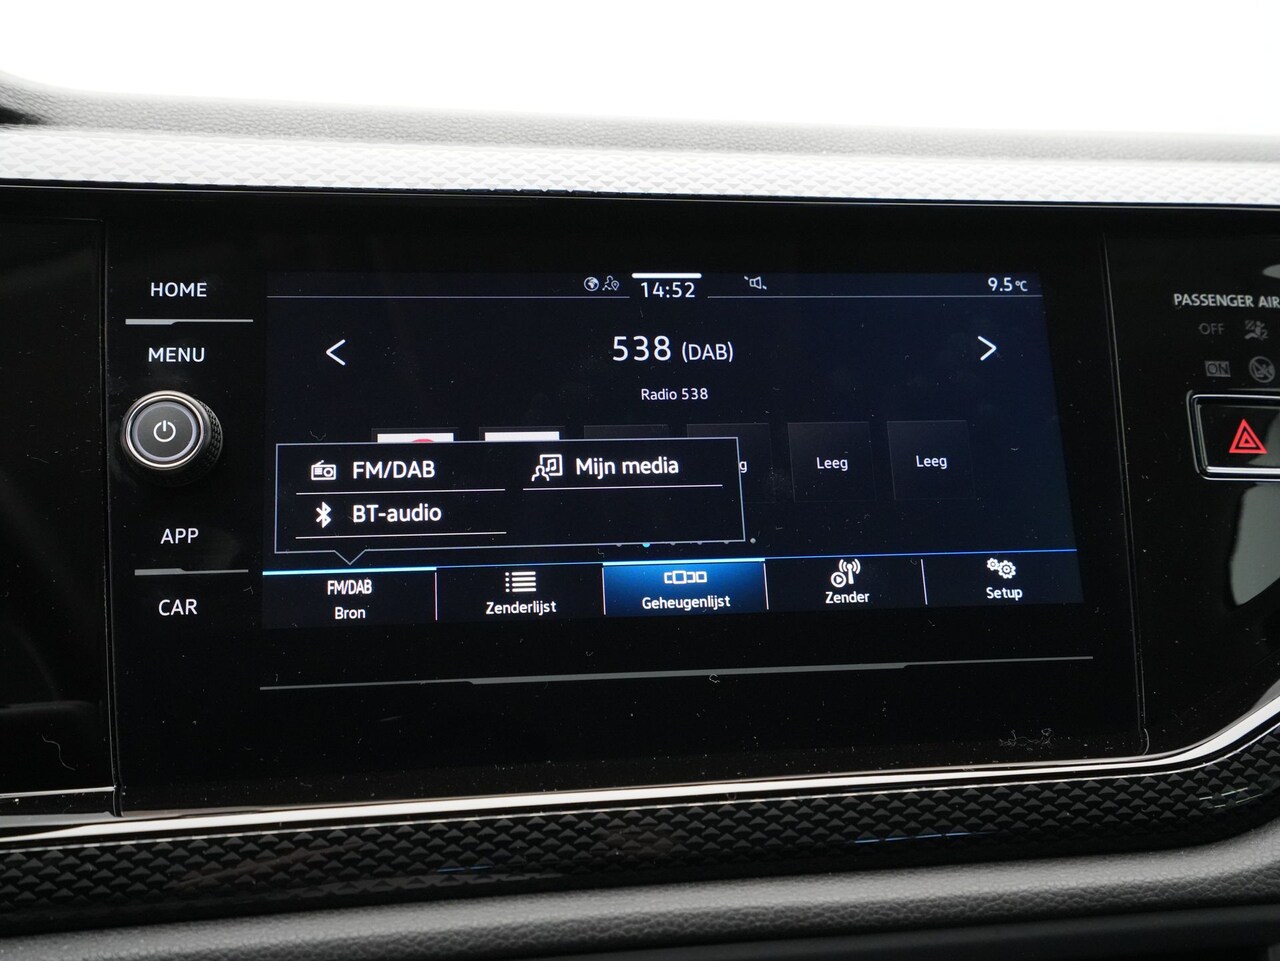 HOME
MENU
APP
CAR
14:52
9.5°C
538 (DAB)
Radio 538
FM/DAB
Mijn media
BT-audio
Leeg
Leeg
FM/DAB
Bron
Zenderlijst
Geheugenlijst
Zender
Setup
PASSENGER AIR
OFF
ON